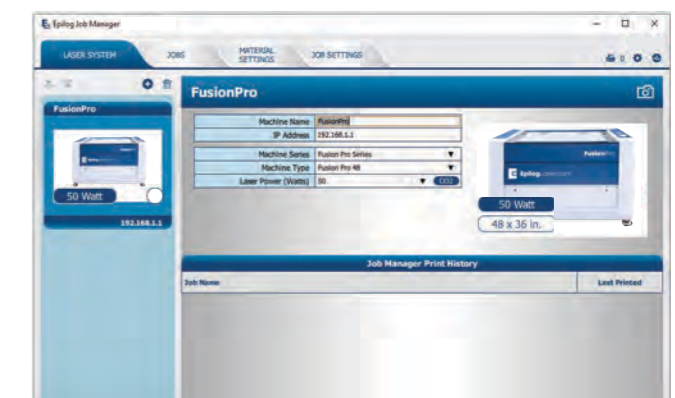 Epilog Job Manager
LASER SYSTEM
JOBS
MATERIAL SETTINGS
JOB SETTINGS
FusionPro
FusionPro
50 Watt
192.168.1.1
Machine Name FusionPro
IP Address 192.168.1.1
Machine Series Fusion Pro Series
Machine Type Fusion Pro 48
Laser Power (Watts) 50 CO2
Epilog
50 Watt
48 x 36 in.
Job Manager Print History
Job Name Last Printed